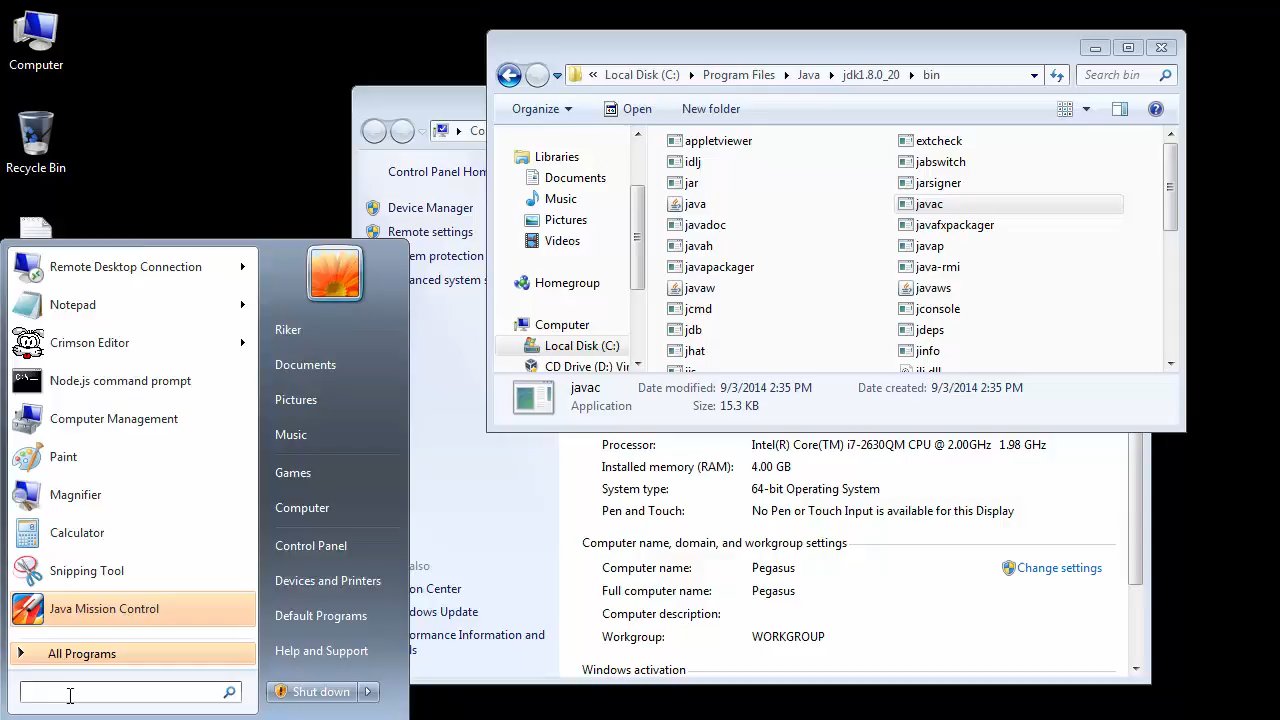 Computer
Recycle Bin
Local Disk (C:) Program Files Java jdk1.8.0_20 bin
Search bin
Organize Open New folder
Libraries
Documents
Music
Pictures
Videos
Homegroup
Computer
Local Disk (C:)
CD Drive (D:) Vir
appletviewer
idlj
jar
java
javadoc
javah
javapackager
javaw
jcmd
jdb
jhat
extcheck
jabswitch
jarsigner
javac
javafxpackager
javap
java-rmi
javaws
jconsole
jdeps
jinfo
javac Date modified: 9/3/2014 2:35 PM Date created: 9/3/2014 2:35 PM
Application Size: 15.3 KB
Co
Control Panel Hom
Device Manager
Remote settings
em protection
anced system s
Processor: Intel(R) Core(TM) i7-2630QM CPU @ 2.00GHz 1.98 GHz
Installed memory (RAM): 4.00 GB
System type: 64-bit Operating System
Pen and Touch: No Pen or Touch Input is available for this Display
Computer name, domain, and workgroup settings
Computer name: Pegasus
Change settings
Full computer name: Pegasus
Computer description:
Workgroup: WORKGROUP
Windows activation
also
on Center
dows Update
ormance Information and
ls
Remote Desktop Connection
Notepad
Crimson Editor
Node.js command prompt
Computer Management
Paint
Magnifier
Calculator
Snipping Tool
Java Mission Control
All Programs
Riker
Documents
Pictures
Music
Games
Computer
Control Panel
Devices and Printers
Default Programs
Help and Support
Shut down